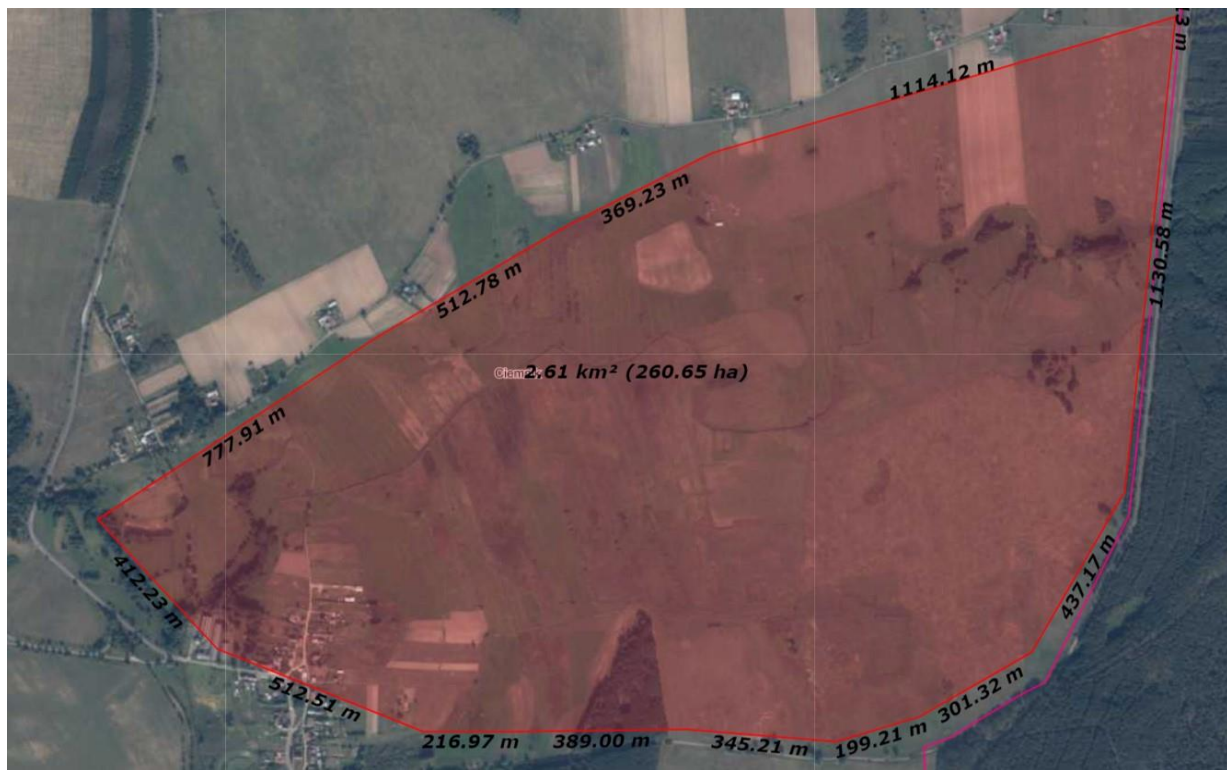 1114.12 m
369.23 m
1130.58 m
512.78 m
2.61 km² (260.65 ha)
777.91 m
412.23 m
437.17 m
512.51 m
301.32 m
216.97 m
389.00 m
345.21 m
199.21 m